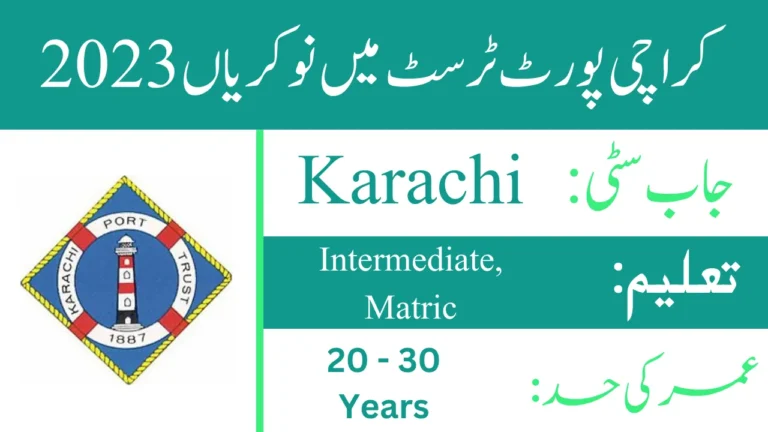 کراچی پورٹ ٹرسٹ میں نوکریاں 2023
جاب سٹی: Karachi
تعلیم: Intermediate,
Matric
عمر کی حد: 20 - 30
Years
KARACHI PORT TRUST
1887